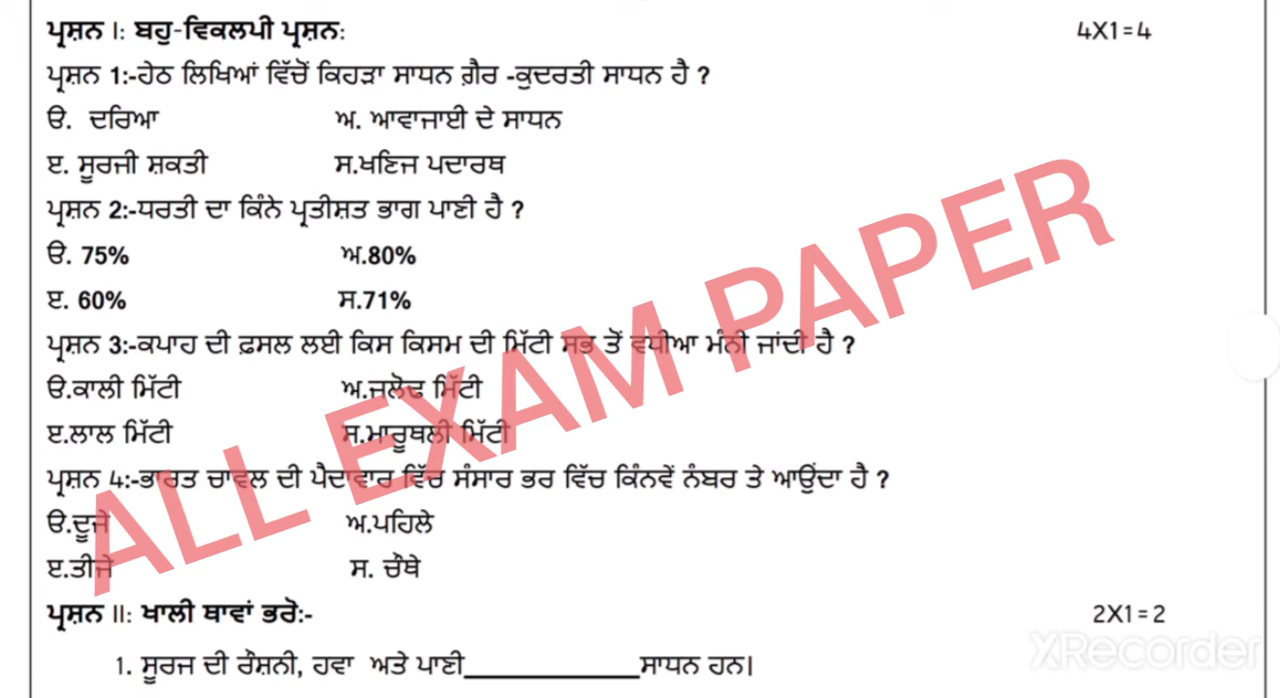 ਪ੍ਰਸ਼ਨ I: ਬਹੁ-ਵਿਕਲਪੀ ਪ੍ਰਸ਼ਨ: 4X1=4
ਪ੍ਰਸ਼ਨ 1:-ਹੇਠ ਲਿਖਿਆਂ ਵਿੱਚੋਂ ਕਿਹੜਾ ਸਾਧਨ ਗ਼ੈਰ -ਕੁਦਰਤੀ ਸਾਧਨ ਹੈ ?
ੳ. ਦਰਿਆ ਅ. ਆਵਾਜਾਈ ਦੇ ਸਾਧਨ
ੲ. ਸੂਰਜੀ ਸ਼ਕਤੀ ਸ.ਖਣਿਜ ਪਦਾਰਥ
ਪ੍ਰਸ਼ਨ 2:-ਧਰਤੀ ਦਾ ਕਿੰਨੇ ਪ੍ਰਤੀਸ਼ਤ ਭਾਗ ਪਾਣੀ ਹੈ ?
ੳ. 75% ਅ.80%
ੲ. 60% ਸ.71%
ਪ੍ਰਸ਼ਨ 3:-ਕਪਾਹ ਦੀ ਫ਼ਸਲ ਲਈ ਕਿਸ ਕਿਸਮ ਦੀ ਮਿੱਟੀ ਸਭ ਤੋਂ ਵਧੀਆ ਮੰਨੀ ਜਾਂਦੀ ਹੈ ?
ੳ.ਕਾਲੀ ਮਿੱਟੀ ਅ.ਜਲੋਢ ਮਿੱਟੀ
ੲ.ਲਾਲ ਮਿੱਟੀ ਸ.ਮਾਰੂਥਲੀ ਮਿੱਟੀ
ਪ੍ਰਸ਼ਨ 4:-ਭਾਰਤ ਚਾਵਲ ਦੀ ਪੈਦਾਵਾਰ ਵਿੱਚ ਸੰਸਾਰ ਭਰ ਵਿੱਚ ਕਿੰਨਵੇਂ ਨੰਬਰ ਤੇ ਆਉਂਦਾ ਹੈ ?
ੳ.ਦੂਜੇ ਅ.ਪਹਿਲੇ
ੲ.ਤੀਜੇ ਸ. ਚੌਥੇ
ਪ੍ਰਸ਼ਨ II: ਖਾਲੀ ਥਾਵਾਂ ਭਰੋ:- 2X1=2
1. ਸੂਰਜ ਦੀ ਰੌਸ਼ਨੀ, ਹਵਾ ਅਤੇ ਪਾਣੀ______________ਸਾਧਨ ਹਨ।
ALL EXAM PAPER
XRecorder